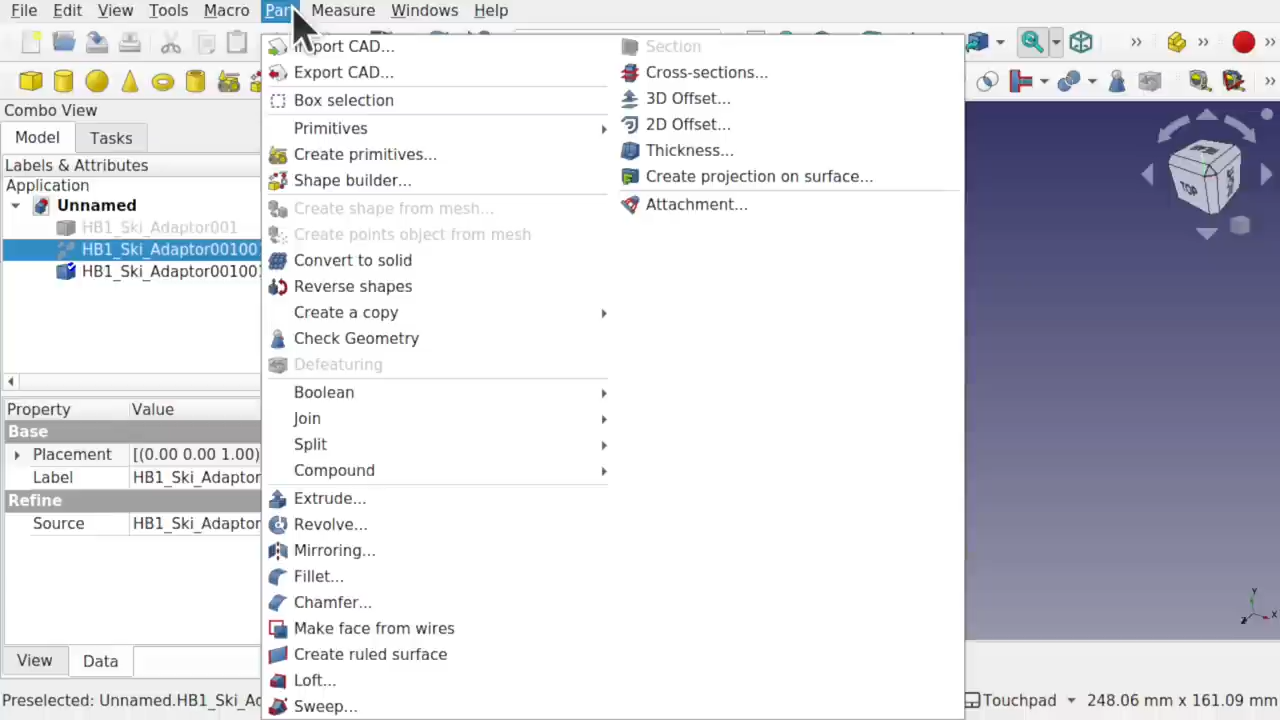 File Edit View Tools Macro Part Measure Windows Help
Import CAD...
Export CAD...
Box selection
Primitives
Create primitives...
Shape builder...
Create shape from mesh...
Create points object from mesh
Convert to solid
Reverse shapes
Create a copy
Check Geometry
Defeaturing
Boolean
Join
Split
Compound
Extrude...
Revolve...
Mirroring...
Fillet...
Chamfer...
Make face from wires
Create ruled surface
Loft...
Sweep...
Section
Cross-sections...
3D Offset...
2D Offset...
Thickness...
Create projection on surface...
Attachment...
Combo View
Model Tasks
Labels & Attributes
Application
Unnamed
HB1_Ski_Adaptor001
HB1_Ski_Adaptor001001
HB1_Ski_Adaptor001001
Property Value
Base
Placement [(0.00 0.00 1.00)
Label HB1_Ski_Adaptor
Refine
Source HB1_Ski_Adaptor
View Data
TOP
Y
X
Z
Preselected: Unnamed.HB1_Ski_Ad
Touchpad 248.06 mm x 161.09 mm